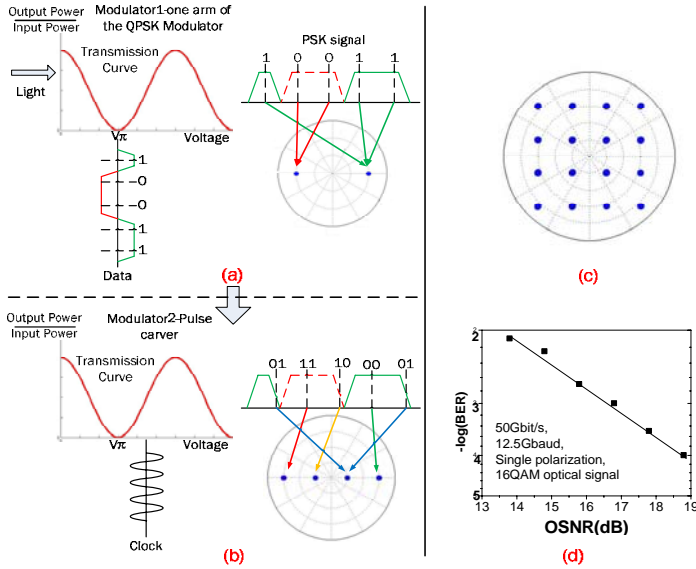 Output Power
Input Power
Modulator1-one arm of
the QPSK Modulator
Transmission
Curve
Light
Vπ
Voltage
1
0
0
1
1
Data
PSK signal
1 0 0 1 1
(a)
Output Power
Input Power
Modulator2-Pulse
carver
Transmission
Curve
Vπ
Voltage
Clock
01 11 10 00 01
(b)
(c)
2
3
4
5
-log(BER)
50Gbit/s,
12.5Gbaud,
Single polarization,
16QAM optical signal
13 14 15 16 17 18 19
OSNR(dB)
(d)